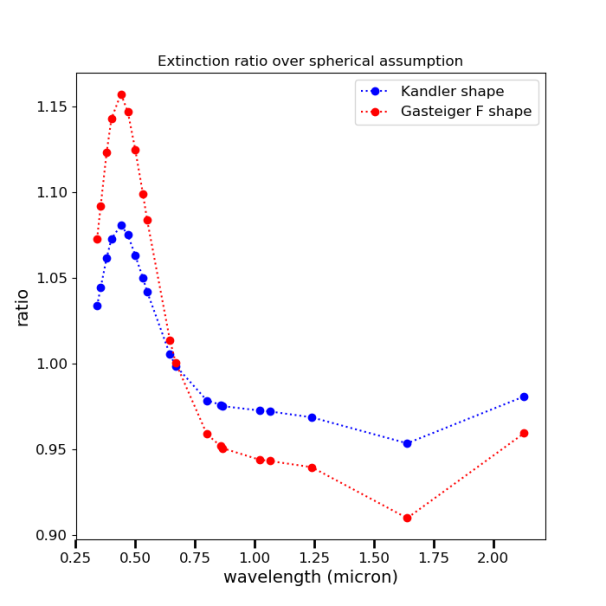 Extinction ratio over spherical assumption
Kandler shape
Gasteiger F shape
1.15
1.10
1.05
1.00
0.95
0.90
ratio
0.25 0.50 0.75 1.00 1.25 1.50 1.75 2.00
wavelength (micron)